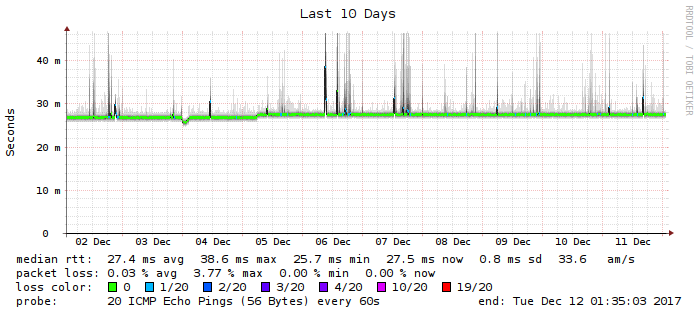 Last 10 Days
RRDTOOL / TOBI OETIKER
Seconds
40 m
30 m
20 m
10 m
0
02 Dec 03 Dec 04 Dec 05 Dec 06 Dec 07 Dec 08 Dec 09 Dec 10 Dec 11 Dec
median rtt: 27.4 ms avg 38.6 ms max 25.7 ms min 27.5 ms now 0.8 ms sd 33.6 am/s
packet loss: 0.03 % avg 3.77 % max 0.00 % min 0.00 % now
loss color: 0 1/20 2/20 3/20 4/20 10/20 19/20
probe: 20 ICMP Echo Pings (56 Bytes) every 60s end: Tue Dec 12 01:35:03 2017